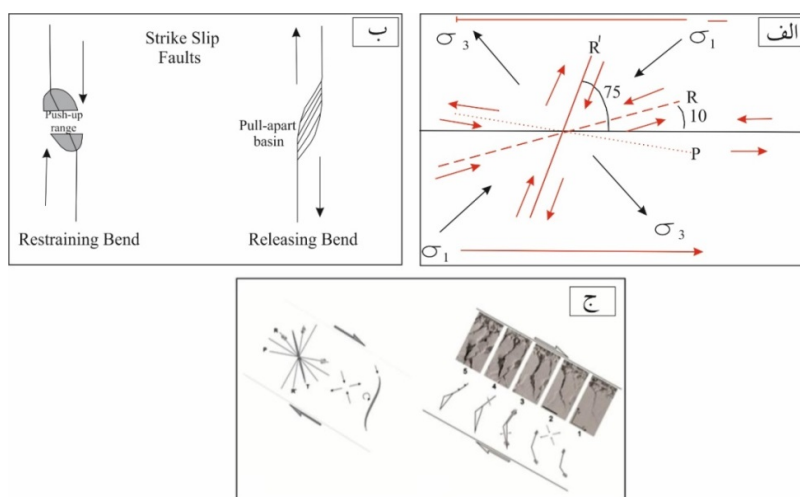 ب
Strike Slip
Faults
Push-up
range
Pull-apart
basin
Restraining Bend
Releasing Bend
الف
σ3
R'
σ1
75
R
10
P
σ1
σ3
ج
5
4
3
2
1